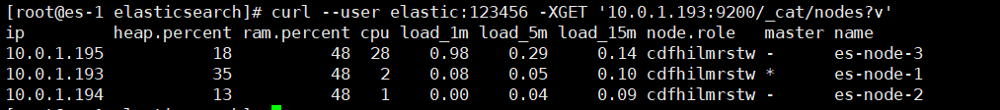 [root@es-1 elasticsearch]# curl --user elastic:123456 -XGET '10.0.1.193:9200/_cat/nodes?v'
ip         heap.percent ram.percent cpu load_1m load_5m load_15m node.role   master name
10.0.1.195           18          48  28    0.98    0.29     0.14 cdfhilmrstw -      es-node-3
10.0.1.193           35          48   2    0.08    0.05     0.10 cdfhilmrstw *      es-node-1
10.0.1.194           13          48   1    0.00    0.04     0.09 cdfhilmrstw -      es-node-2